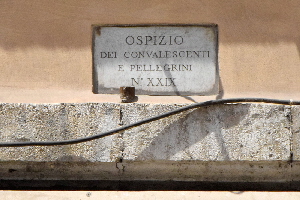 OSPIZIO
DEI CONVALESCENTI
E PELLEGRINI
N. XXIX